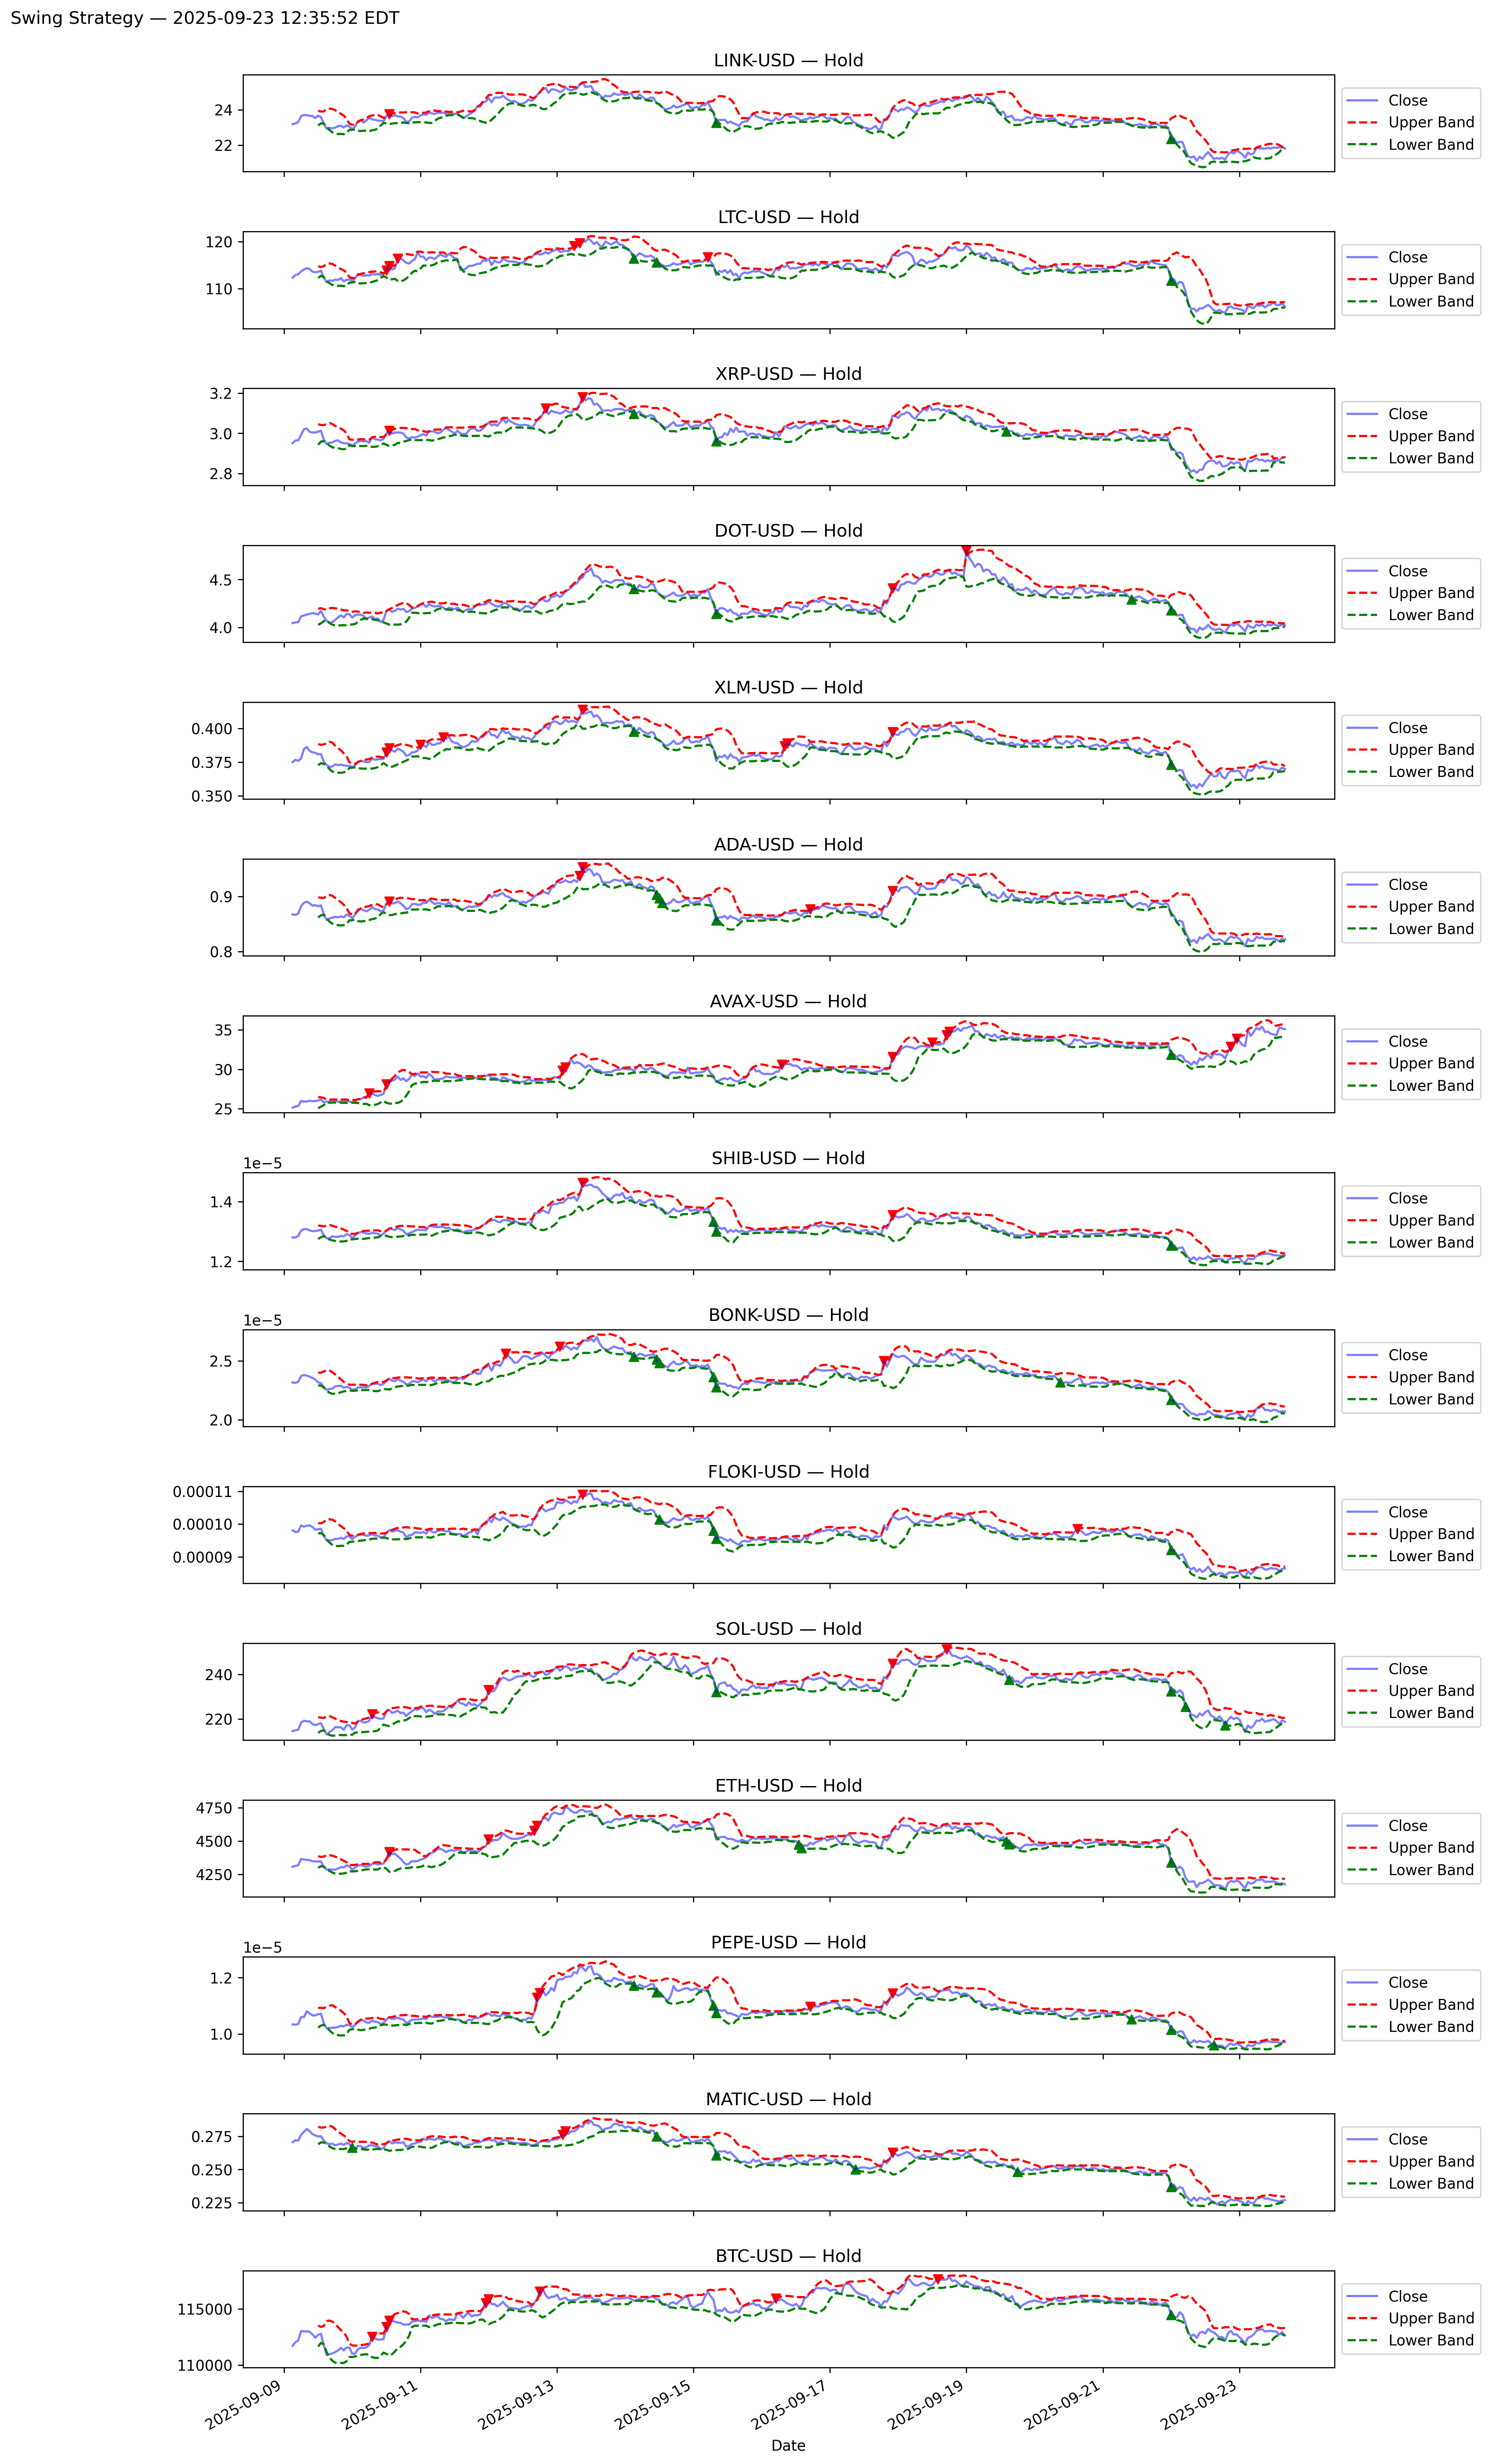 Swing Strategy — 2025-09-23 12:35:52 EDT
LINK-USD — Hold
24
22
Close
Upper Band
Lower Band
LTC-USD — Hold
120
110
Close
Upper Band
Lower Band
XRP-USD — Hold
3.2
3.0
2.8
Close
Upper Band
Lower Band
DOT-USD — Hold
4.5
4.0
Close
Upper Band
Lower Band
XLM-USD — Hold
0.400
0.375
0.350
Close
Upper Band
Lower Band
ADA-USD — Hold
0.9
0.8
Close
Upper Band
Lower Band
AVAX-USD — Hold
35
30
25
Close
Upper Band
Lower Band
SHIB-USD — Hold
1e−5
1.4
1.2
Close
Upper Band
Lower Band
BONK-USD — Hold
1e−5
2.5
2.0
Close
Upper Band
Lower Band
FLOKI-USD — Hold
0.00011
0.00010
0.00009
Close
Upper Band
Lower Band
SOL-USD — Hold
240
220
Close
Upper Band
Lower Band
ETH-USD — Hold
4750
4500
4250
Close
Upper Band
Lower Band
PEPE-USD — Hold
1e−5
1.2
1.0
Close
Upper Band
Lower Band
MATIC-USD — Hold
0.275
0.250
0.225
Close
Upper Band
Lower Band
BTC-USD — Hold
115000
110000
Close
Upper Band
Lower Band
2025-09-09
2025-09-11
2025-09-13
2025-09-15
2025-09-17
2025-09-19
2025-09-21
2025-09-23
Date